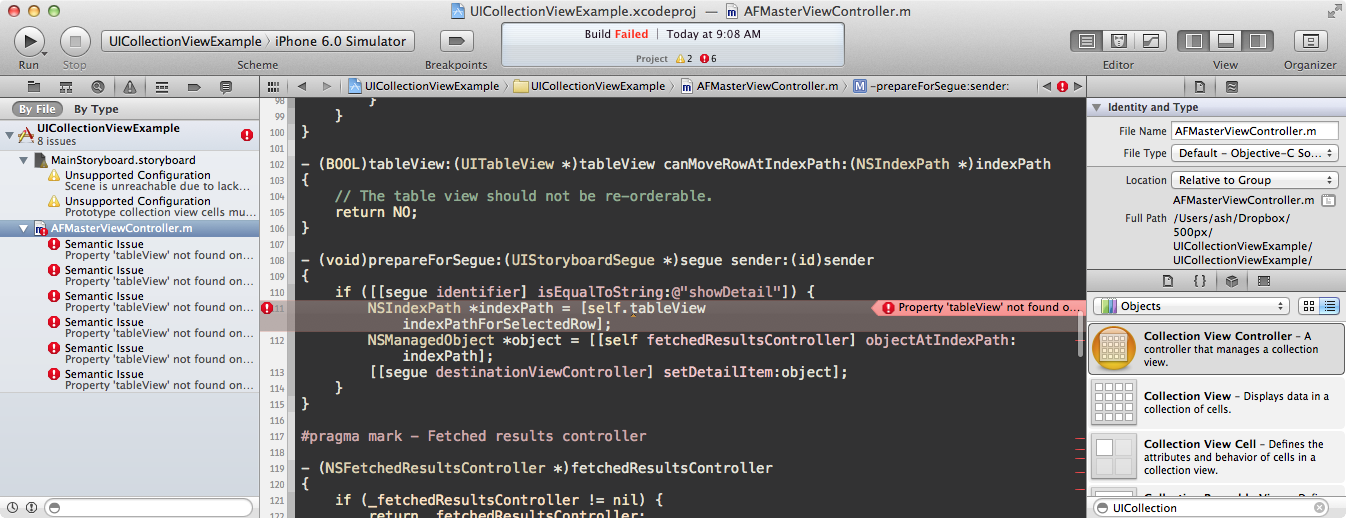 UICollectionViewExample.xcodeproj — AFMasterViewController.m
Run
Stop
UICollectionViewExample 〉 iPhone 6.0 Simulator
Scheme
Breakpoints
Build Failed | Today at 9:08 AM
Project 2 6
Editor
View
Organizer
UICollectionViewExample 〉 UICollectionViewExample 〉 AFMasterViewController.m 〉 M -prepareForSegue:sender:
By File By Type
UICollectionViewExample
8 issues
MainStoryboard.storyboard
Unsupported Configuration
Scene is unreachable due to lack…
Unsupported Configuration
Prototype collection view cells mu…
AFMasterViewController.m
Semantic Issue
Property 'tableView' not found on…
Semantic Issue
Property 'tableView' not found on…
Semantic Issue
Property 'tableView' not found on…
Semantic Issue
Property 'tableView' not found on…
Semantic Issue
Property 'tableView' not found on…
Semantic Issue
Property 'tableView' not found on…
98 }
99 }
100 }
101
102 - (BOOL)tableView:(UITableView *)tableView canMoveRowAtIndexPath:(NSIndexPath *)indexPath
103 {
104 // The table view should not be re-orderable.
105 return NO;
106 }
107
108 - (void)prepareForSegue:(UIStoryboardSegue *)segue sender:(id)sender
109 {
110 if ([[segue identifier] isEqualToString:@"showDetail"]) {
11 NSIndexPath *indexPath = [self.tableView
indexPathForSelectedRow];
Property 'tableView' not found o…
112 NSManagedObject *object = [[self fetchedResultsController] objectAtIndexPath:
indexPath];
113 [[segue destinationViewController] setDetailItem:object];
114 }
115 }
116
117 #pragma mark - Fetched results controller
118
119 - (NSFetchedResultsController *)fetchedResultsController
120 {
121 if (_fetchedResultsController != nil) {
122 return _fetchedResultsController;
Identity and Type
File Name AFMasterViewController.m
File Type Default - Objective-C So…
Location Relative to Group
AFMasterViewController.m
Full Path /Users/ash/Dropbox/
500px/
UICollectionViewExample/
UICollectionViewExample/
{ }
Objects
Collection View Controller – A
controller that manages a collection
view.
Collection View – Displays data in a
collection of cells.
Collection View Cell – Defines the
attributes and behavior of cells in a
collection view.
UICollection